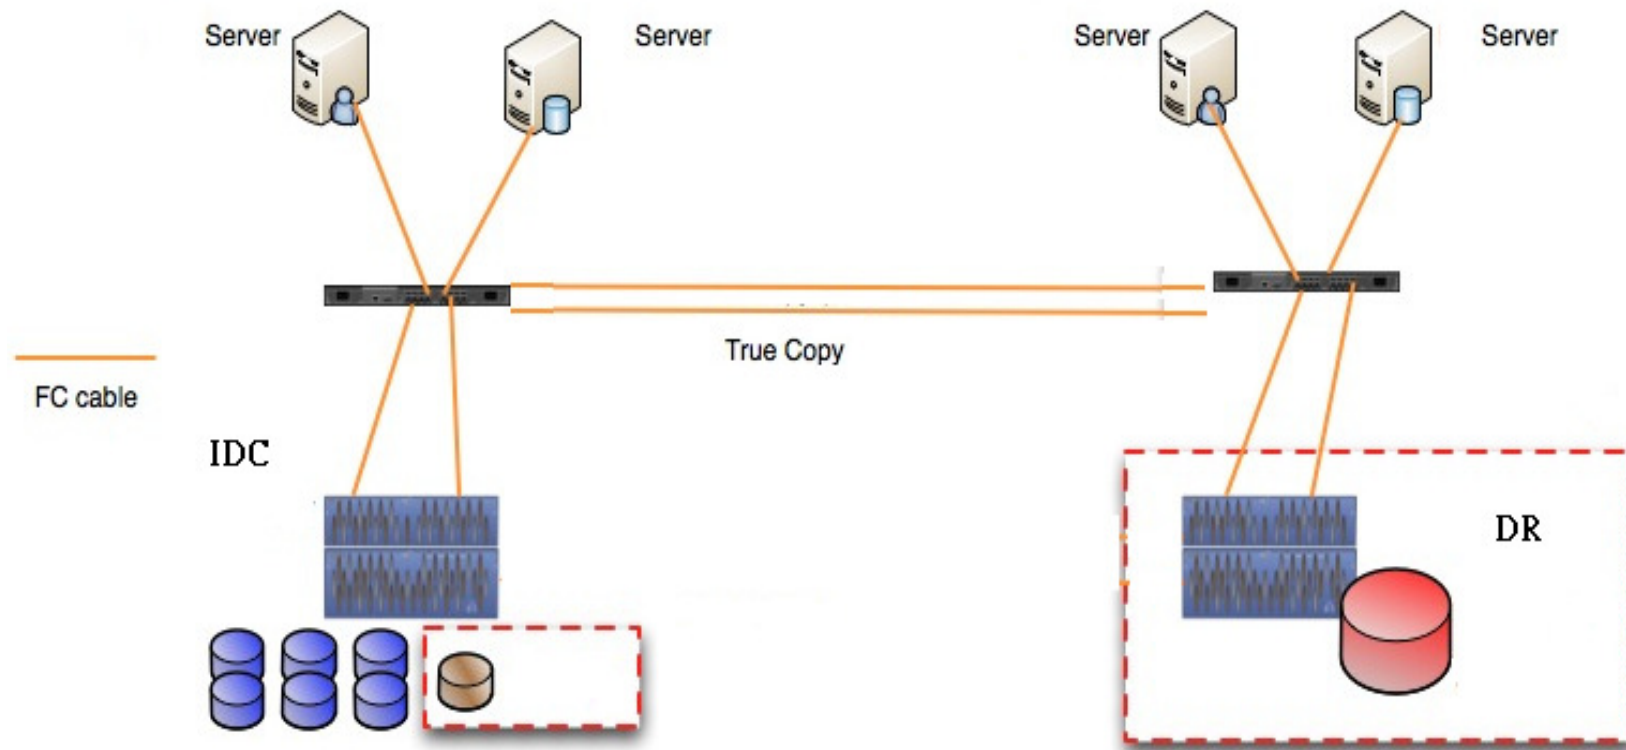 Server
Server
Server
Server
True Copy
FC cable
IDC
DR